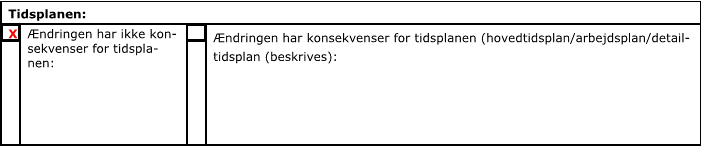 Tidsplanen:
X
Ændringen har ikke kon-
sekvenser for tidspla-
nen:
Ændringen har konsekvenser for tidsplanen (hovedtidsplan/arbejdsplan/detail-
tidsplan (beskrives):